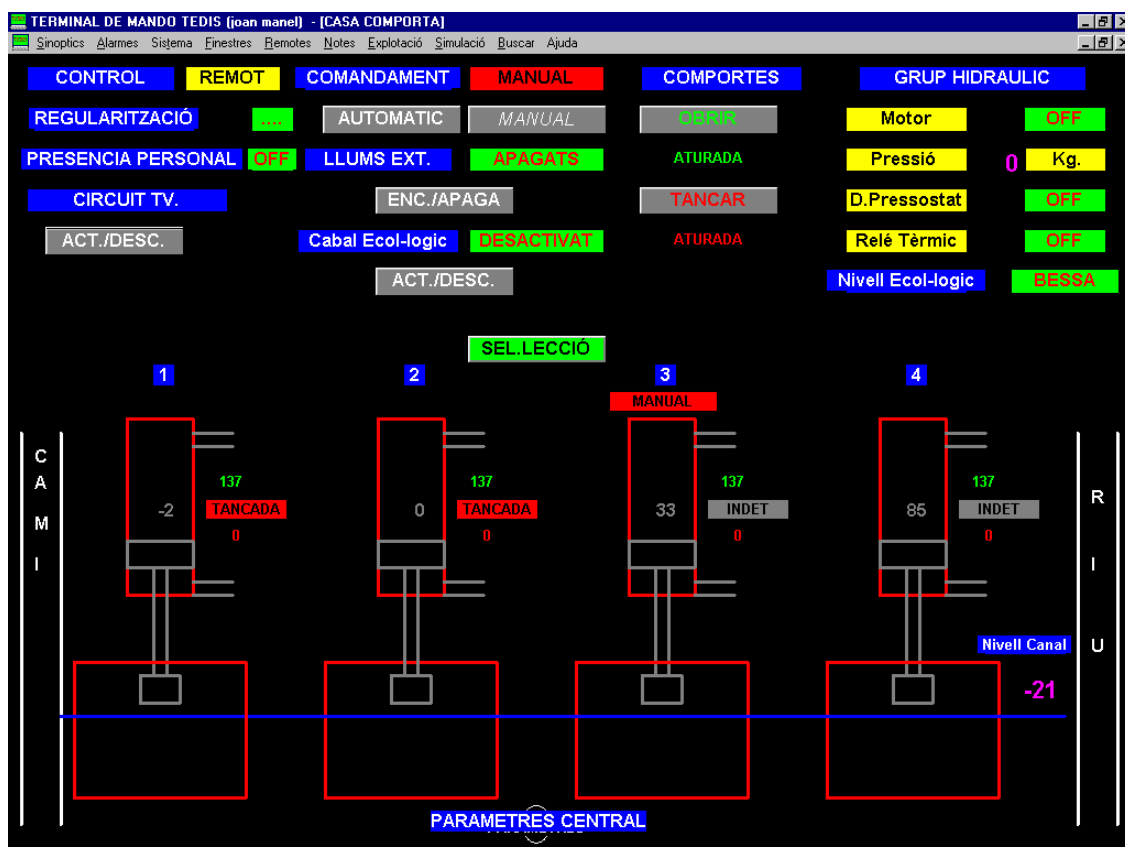 TERMINAL DE MANDO TEDIS (joan manel) - [CASA COMPORTA]
Sinoptics Alarmes Sistema Finestres Remotes Notes Explotació Simulació Buscar Ajuda
CONTROL REMOT COMANDAMENT MANUAL COMPORTES GRUP HIDRAULIC
REGULARITZACIÓ .... AUTOMATIC MANUAL OBRIR Motor OFF
PRESENCIA PERSONAL OFF LLUMS EXT. APAGATS ATURADA Pressió 0 Kg.
CIRCUIT TV. ENC./APAGA TANCAR D.Pressostat OFF
ACT./DESC. Cabal Ecol-logic DESACTIVAT ATURADA Relé Tèrmic OFF
ACT./DESC. Nivell Ecol-logic BESSA
SEL.LECCIÓ
1 2 3 4
MANUAL
CAMI
137 137 137 137
-2 TANCADA 0 TANCADA 33 INDET 85 INDET
0 0 0 0
RIU
Nivell Canal
-21
PARAMETRES CENTRAL